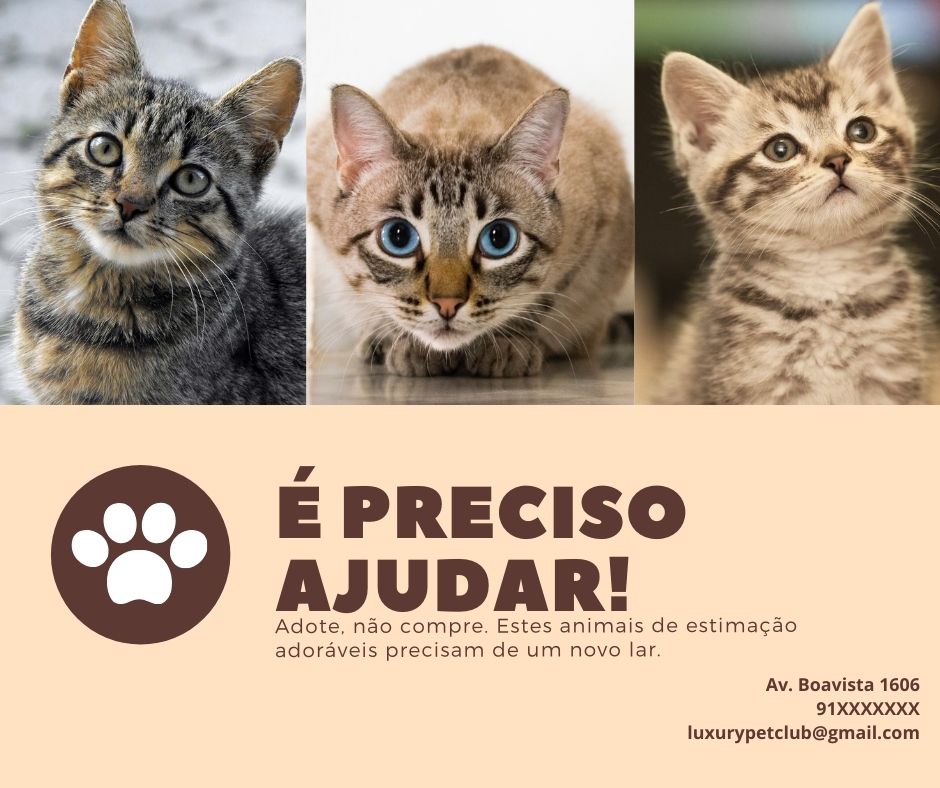 É PRECISO
AJUDAR!
Adote, não compre. Estes animais de estimação
adoráveis precisam de um novo lar.
Av. Boavista 1606
91XXXXXXX
luxurypetclub@gmail.com